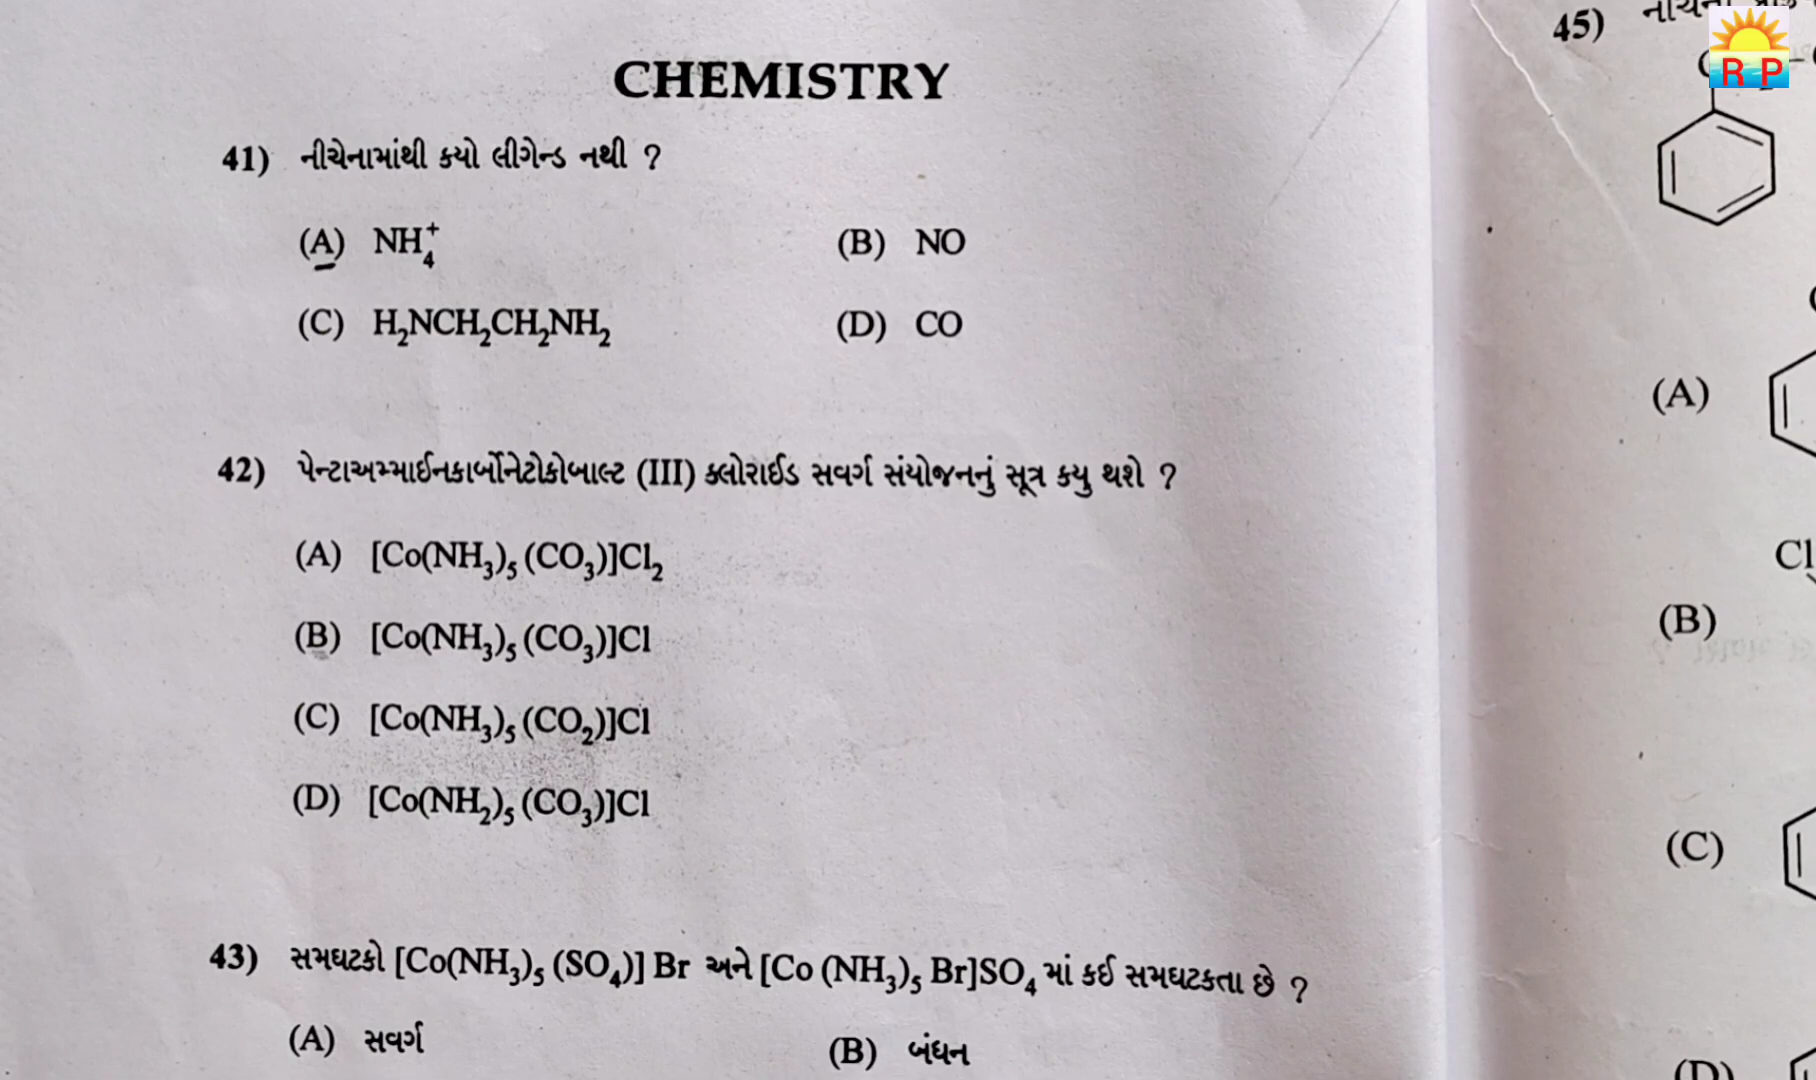 CHEMISTRY
41) નીચેનામાંથી કયો લીગેન્ડ નથી ?
(A) NH₄⁺
(B) NO
(C) H₂NCH₂CH₂NH₂
(D) CO
42) પેન્ટાઅમ્માઈનકાર્બોનેટોકોબાલ્ટ (III) ક્લોરાઈડ સવર્ગ સંયોજનનું સૂત્ર કયુ થશે ?
(A) [Co(NH₃)₅(CO₃)]Cl₂
(B) [Co(NH₃)₅(CO₃)]Cl
(C) [Co(NH₃)₅(CO₂)]Cl
(D) [Co(NH₂)₅(CO₃)]Cl
43) સમઘટકો [Co(NH₃)₅ (SO₄)] Br અને [Co (NH₃)₅ Br]SO₄ માં કઈ સમઘટકતા છે ?
(A) સવર્ગ
(B) બંધન
45)
R P
(A)
Cl
(B)
(C)
(D)